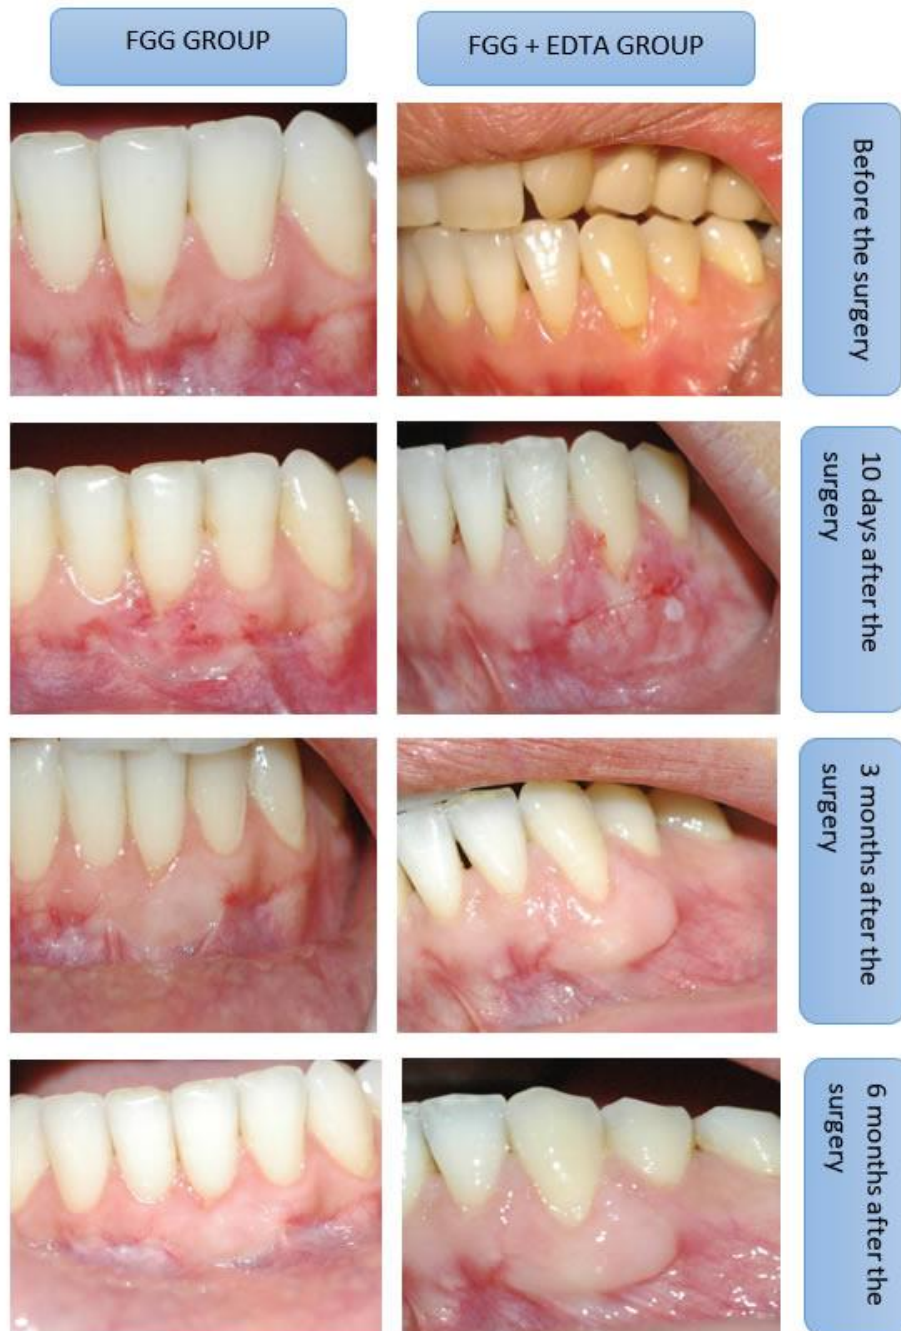 FGG GROUP
FGG + EDTA GROUP
Before the surgery
10 days after the
surgery
3 months after the
surgery
6 months after the
surgery